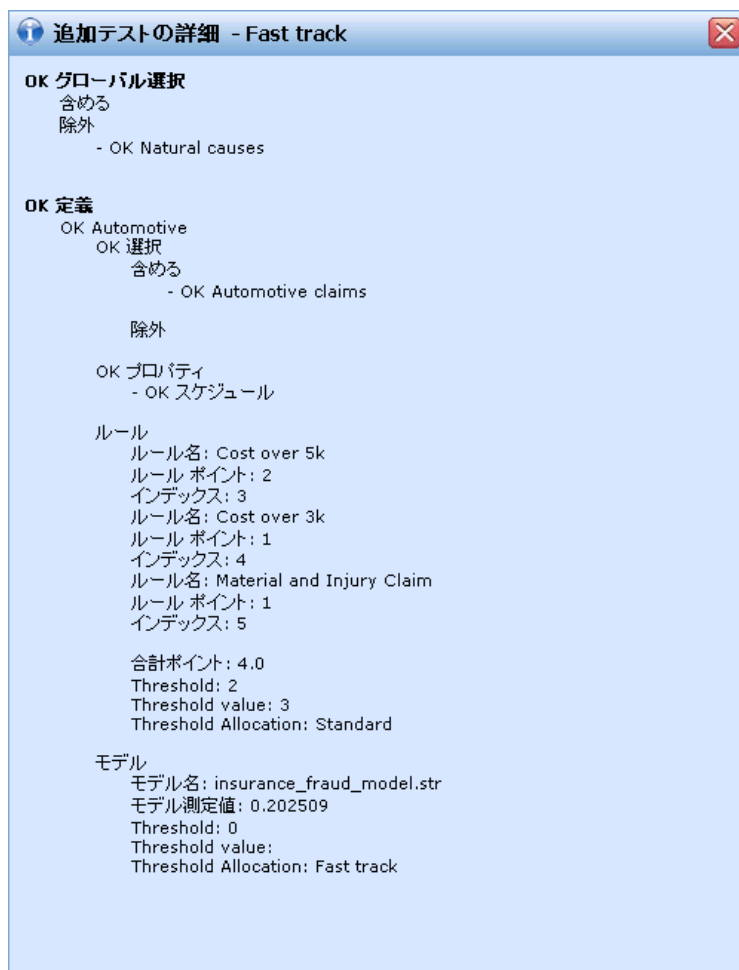 追加テストの詳細 - Fast track
OK グローバル選択
含める
除外
- OK Natural causes
OK 定義
OK Automotive
OK 選択
含める
- OK Automotive claims
除外
OK プロパティ
- OK スケジュール
ルール
ルール名: Cost over 5k
ルール ポイント: 2
インデックス: 3
ルール名: Cost over 3k
ルール ポイント: 1
インデックス: 4
ルール名: Material and Injury Claim
ルール ポイント: 1
インデックス: 5
合計ポイント: 4.0
Threshold: 2
Threshold value: 3
Threshold Allocation: Standard
モデル
モデル名: insurance_fraud_model.str
モデル測定値: 0.202509
Threshold: 0
Threshold value:
Threshold Allocation: Fast track